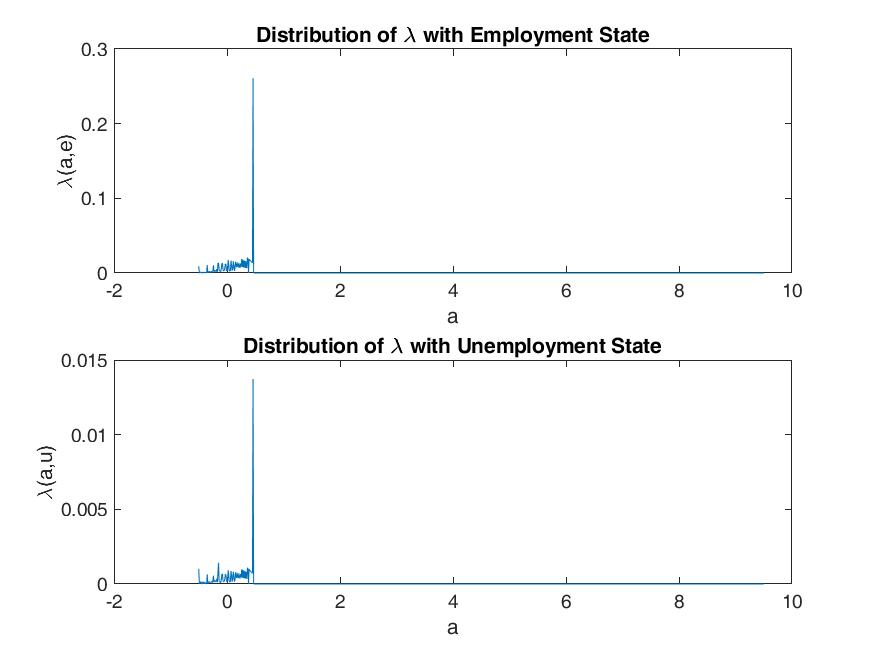 Distribution of λ with Employment State
0.3
0.2
0.1
0
λ(a,e)
-2 0 2 4 6 8 10
a
Distribution of λ with Unemployment State
0.015
0.01
0.005
0
λ(a,u)
-2 0 2 4 6 8 10
a